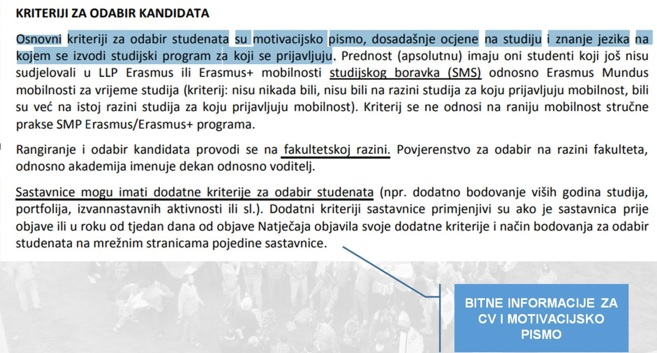 KRITERIJI ZA ODABIR KANDIDATA
Osnovni kriteriji za odabir studenata su motivacijsko pismo, dosadašnje ocjene na studiju i znanje jezika na
kojem se izvodi studijski program za koji se prijavljuju. Prednost (apsolutnu) imaju oni studenti koji još nisu
sudjelovali u LLP Erasmus ili Erasmus+ mobilnosti studijskog boravka (SMS) odnosno Erasmus Mundus
mobilnosti za vrijeme studija (kriterij: nisu nikada bili, nisu bili na razini studija za koju prijavljuju mobilnost, bili
su već na istoj razini studija za koju prijavljuju mobilnost). Kriterij se ne odnosi na raniju mobilnost stručne
prakse SMP Erasmus/Erasmus+ programa.
Rangiranje i odabir kandidata provodi se na fakultetskoj razini. Povjerenstvo za odabir na razini fakulteta,
odnosno akademija imenuje dekan odnosno voditelj.
Sastavnice mogu imati dodatne kriterije za odabir studenata (npr. dodatno bodovanje viših godina studija,
portfolija, izvannastavnih aktivnosti ili sl.). Dodatni kriteriji sastavnice primjenjivi su ako je sastavnica prije
objave ili u roku od tjedan dana od objave Natječaja objavila svoje dodatne kriterije i način bodovanja za odabir
studenata na mrežnim stranicama pojedine sastavnice.
BITNE INFORMACIJE ZA
CV I MOTIVACIJSKO
PISMO